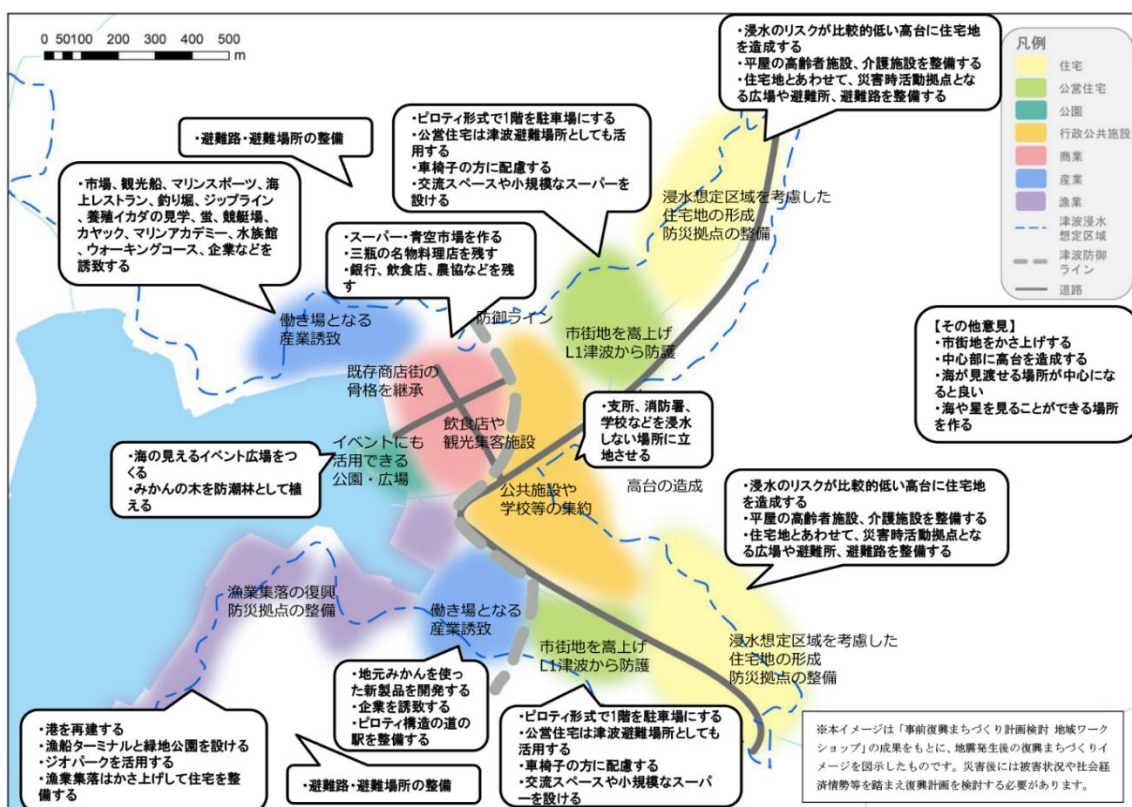 0 50100 200 300 400 500
m
・浸水のリスクが比較的低い高台に住宅地
を造成する
・平屋の高齢者施設、介護施設を整備する
・住宅地とあわせて、災害時活動拠点とな
る広場や避難所、避難路を整備する
凡例
住宅
公営住宅
公園
行政公共施設
商業
産業
漁業
津波浸水
想定区域
津波防御
ライン
道路
・避難路・避難場所の整備
・ピロティ形式で1階を駐車場にする
・公営住宅は津波避難場所としても活
用する
・車椅子の方に配慮する
・交流スペースや小規模なスーパーを
設ける
・市場、観光船、マリンスポーツ、海
上レストラン、釣り堀、ジップライン、
養殖イカダの見学、蛍、競艇場、
カヤック、マリンアカデミー、水族館
、ウォーキングコース、企業などを
誘致する
・スーパー・青空市場を作る
・三瓶の名物料理店を残す
・銀行、飲食店、農協などを残
す
浸水想定区域を考慮した
住宅地の形成
防災拠点の整備
働き場となる
産業誘致
防御ライン
市街地を嵩上げ
L1津波から防護
【その他意見】
・市街地をかさ上げする
・中心部に高台を造成する
・海が見渡せる場所が中心になる
と良い
・海や星を見ることができる場所
を作る
既存商店街の
骨格を継承
飲食店や
観光集客施設
・支所、消防署、
学校などを浸水
しない場所に立
地させる
イベントにも
活用できる
公園・広場
・海の見えるイベント広場をつ
くる
・みかんの木を防潮林として植
える
公共施設や
学校等の集約
高台の造成
・浸水のリスクが比較的低い高台に住宅地
を造成する
・平屋の高齢者施設、介護施設を整備する
・住宅地とあわせて、災害時活動拠点とな
る広場や避難所、避難路を整備する
漁業集落の復興
防災拠点の整備
働き場となる
産業誘致
市街地を嵩上げ
L1津波から防護
浸水想定区域を考慮した
住宅地の形成
防災拠点の整備
・地元みかんを使っ
た新製品を開発する
・企業を誘致する
・ピロティ構造の道の
駅を整備する
・港を再建する
・漁船ターミナルと緑地公園を設ける
・ジオパークを活用する
・漁業集落はかさ上げして住宅を整
備する
・避難路・避難場所の整備
・ピロティ形式で1階を駐車場にする
・公営住宅は津波避難場所としても
活用する
・車椅子の方に配慮する
・交流スペースや小規模なスーパ
ーを設ける
※本イメージは「事前復興まちづくり計画検討 地域ワーク
ショップ」の成果をもとに、地震発生後の復興まちづくりイ
メージを図示したものです。災害後には被害状況や社会経
済情勢等を踏まえ復興計画を検討する必要があります。